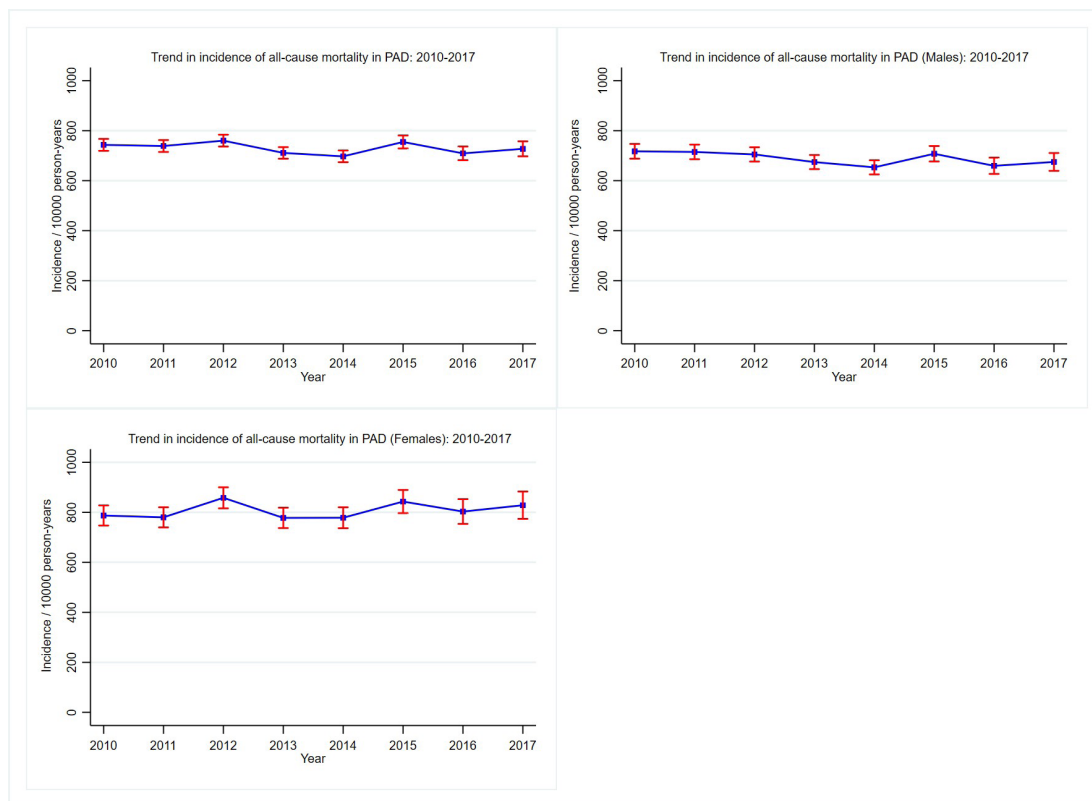 Trend in incidence of all-cause mortality in PAD: 2010-2017
Incidence / 10000 person-years
1000
800
600
400
200
0
2010 2011 2012 2013 2014 2015 2016 2017
Year
Trend in incidence of all-cause mortality in PAD (Males): 2010-2017
Incidence / 10000 person-years
1000
800
600
400
200
0
2010 2011 2012 2013 2014 2015 2016 2017
Year
Trend in incidence of all-cause mortality in PAD (Females): 2010-2017
Incidence / 10000 person-years
1000
800
600
400
200
0
2010 2011 2012 2013 2014 2015 2016 2017
Year